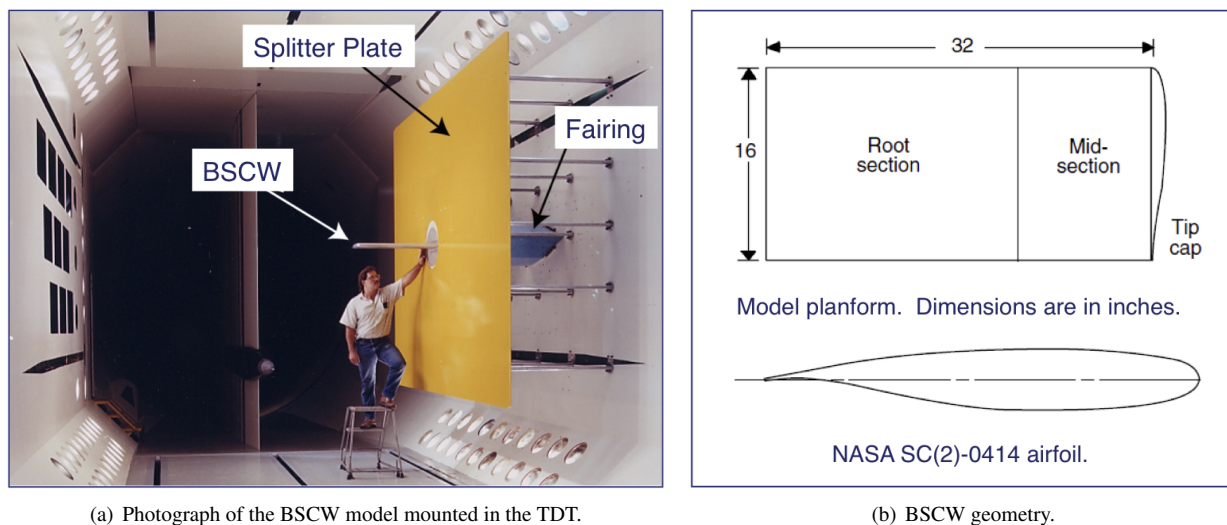 Splitter Plate
Fairing
BSCW
(a) Photograph of the BSCW model mounted in the TDT.
32
16
Root
section
Mid-
section
Tip
cap
Model planform. Dimensions are in inches.
NASA SC(2)-0414 airfoil.
(b) BSCW geometry.